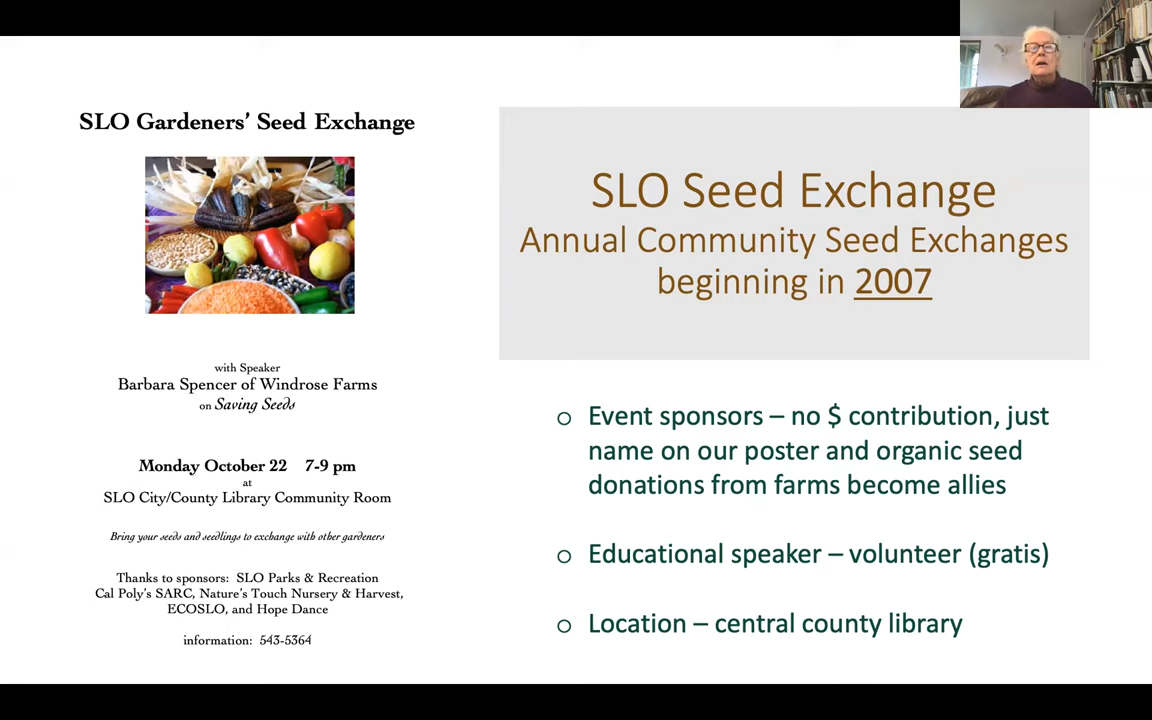 SLO Gardeners' Seed Exchange
with Speaker
Barbara Spencer of Windrose Farms
on Saving Seeds
Monday October 22 7-9 pm
at
SLO City/County Library Community Room
Bring your seeds and seedlings to exchange with other gardeners
Thanks to sponsors: SLO Parks & Recreation
Cal Poly's SARC, Nature's Touch Nursery & Harvest,
ECOSLO, and Hope Dance
information: 543-5364
SLO Seed Exchange
Annual Community Seed Exchanges
beginning in 2007
o Event sponsors – no $ contribution, just
name on our poster and organic seed
donations from farms become allies
o Educational speaker – volunteer (gratis)
o Location – central county library